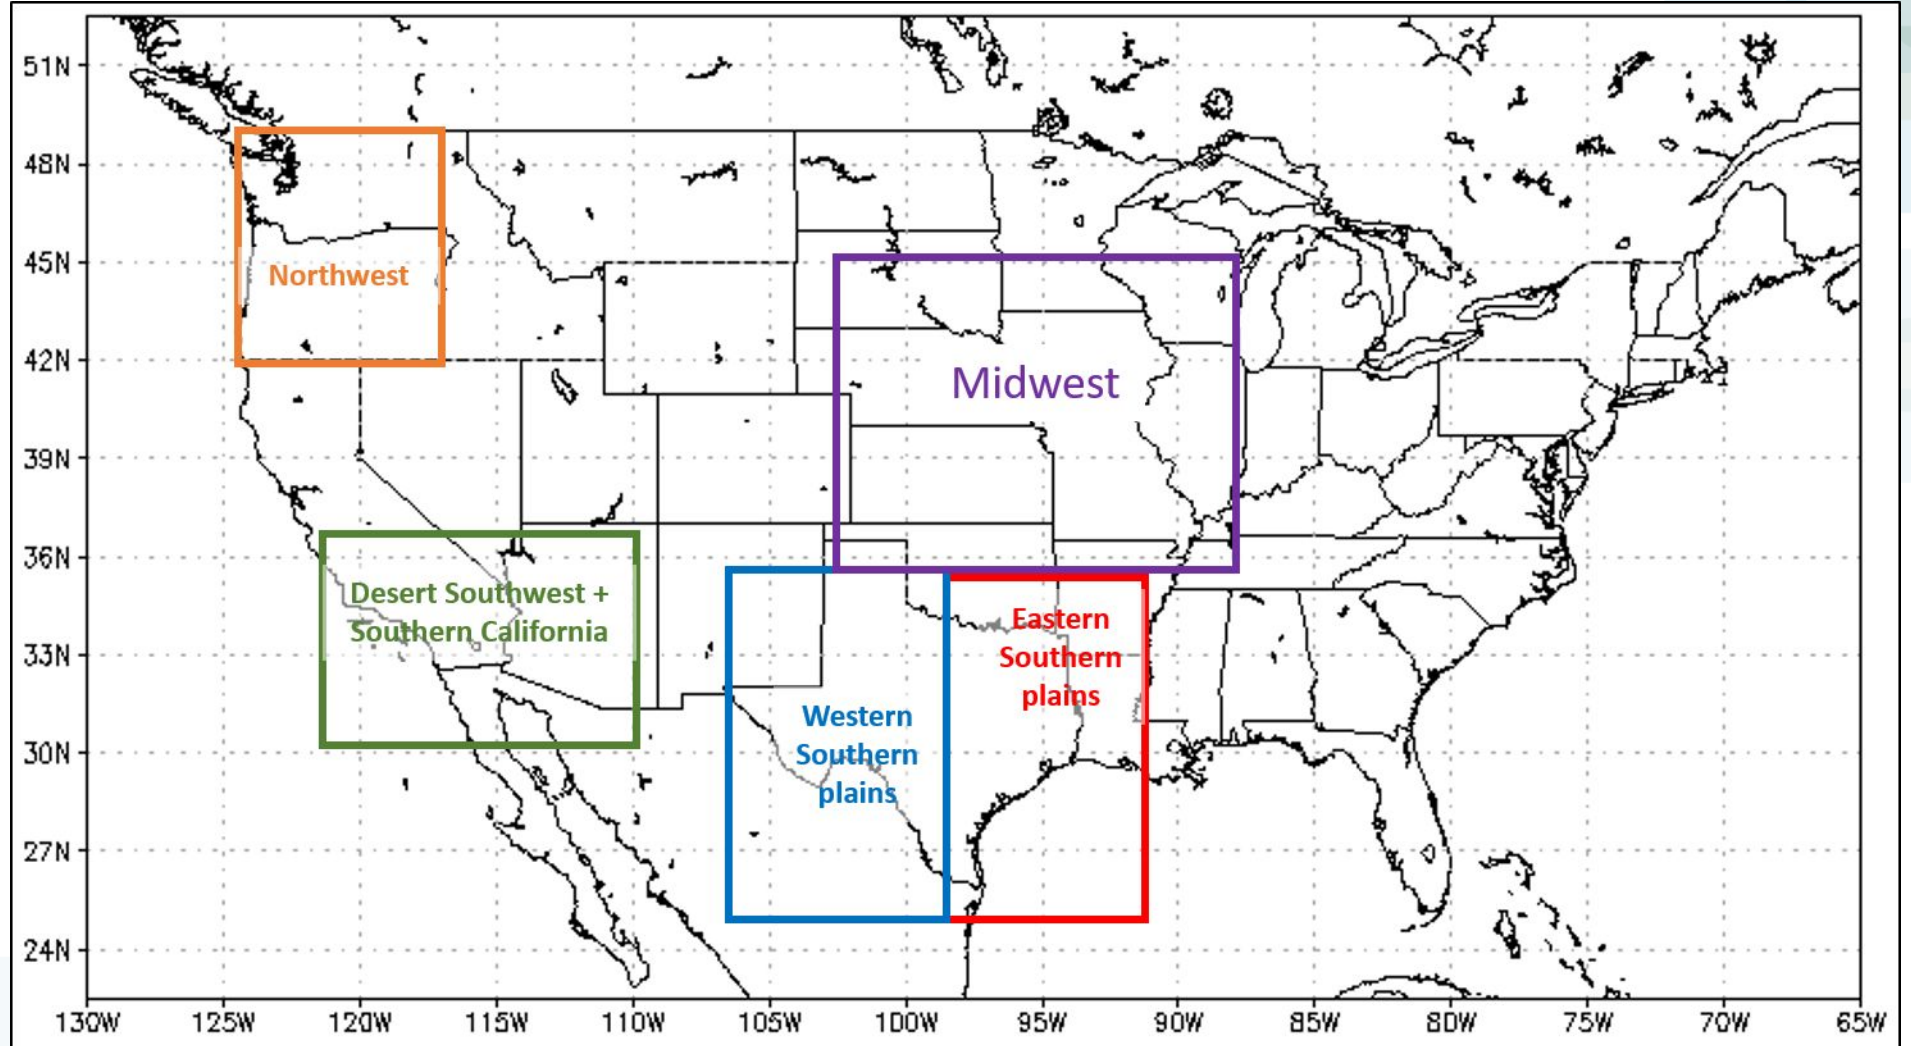 51N
48N
45N
42N
39N
36N
33N
30N
27N
24N
Northwest
Midwest
Desert Southwest +
Southern California
Eastern
Southern
plains
Western
Southern
plains
130W 125W 120W 115W 110W 105W 100W 95W 90W 85W 80W 75W 70W 65W